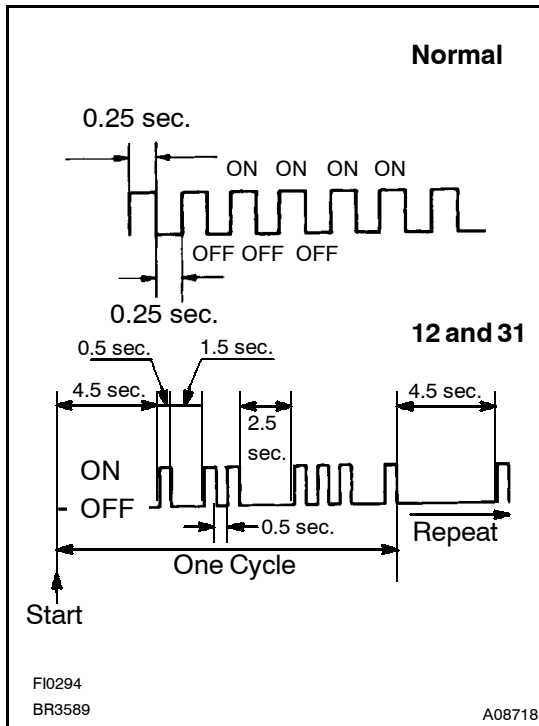 Normal
0.25 sec.
ON ON ON ON
OFF OFF OFF
0.25 sec.
12 and 31
0.5 sec. 1.5 sec.
4.5 sec. 4.5 sec.
2.5
sec.
ON
OFF
0.5 sec.
Repeat
One Cycle
Start
FI0294
BR3589
A08718